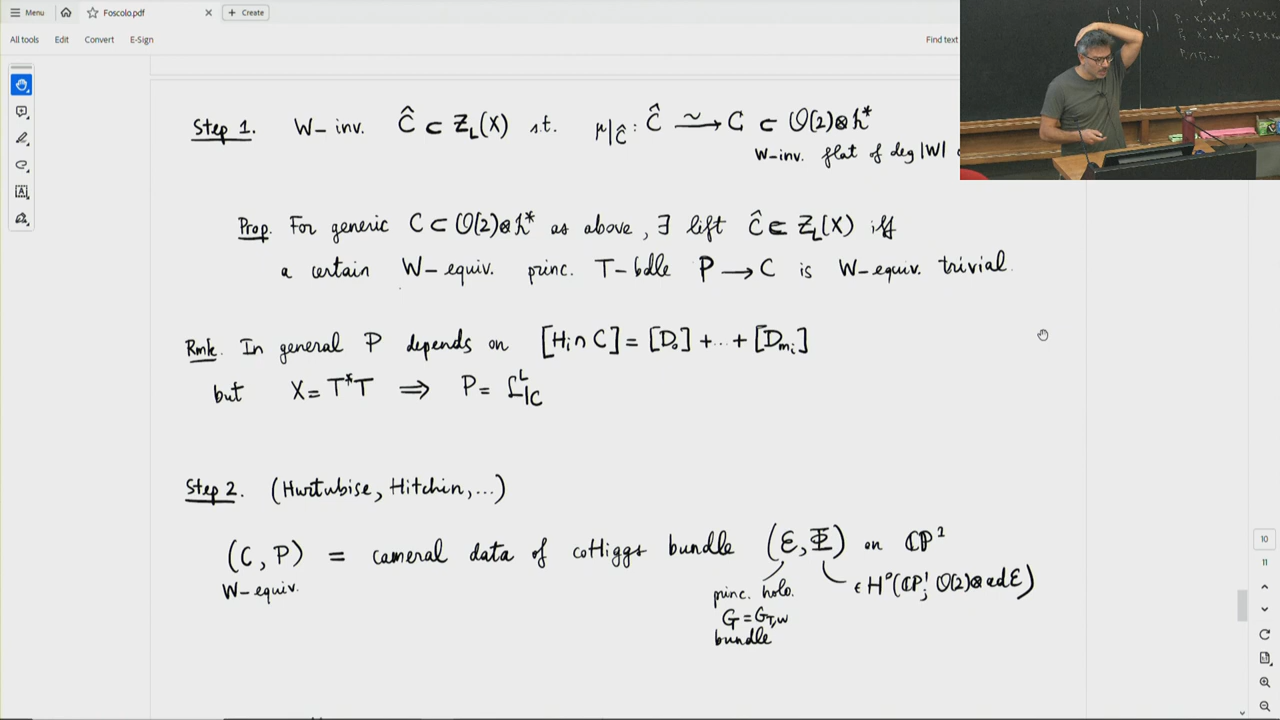 Menu
Foscolo.pdf
Create
All tools Edit Convert E-Sign
Find text
Step 1. W-inv. Ĉ ⊂ Z_L(X) s.t. μ|_Ĉ : Ĉ ⥲ C ⊂ O(2)⊗h*
W-inv. flat of deg |W|
Prop. For generic C ⊂ O(2)⊗h* as above, ∃ lift Ĉ ⊂ Z_L(X) iff
a certain W-equiv. princ. T-bdle P → C is W-equiv. trivial.
Rmk. In general P depends on [H_i ∩ C] = [D_0] + ... + [D_{m_i}]
but X = T*T ⟹ P = L^L_{|C}
Step 2. (Hurtubise, Hitchin, ...)
(C, P) = cameral data of coHiggs bundle (E, Φ) on CP¹
W-equiv.
princ. holo. ∈ H⁰(CP¹; O(2)⊗ad E)
G = G_{T,W}
bundle
10
11